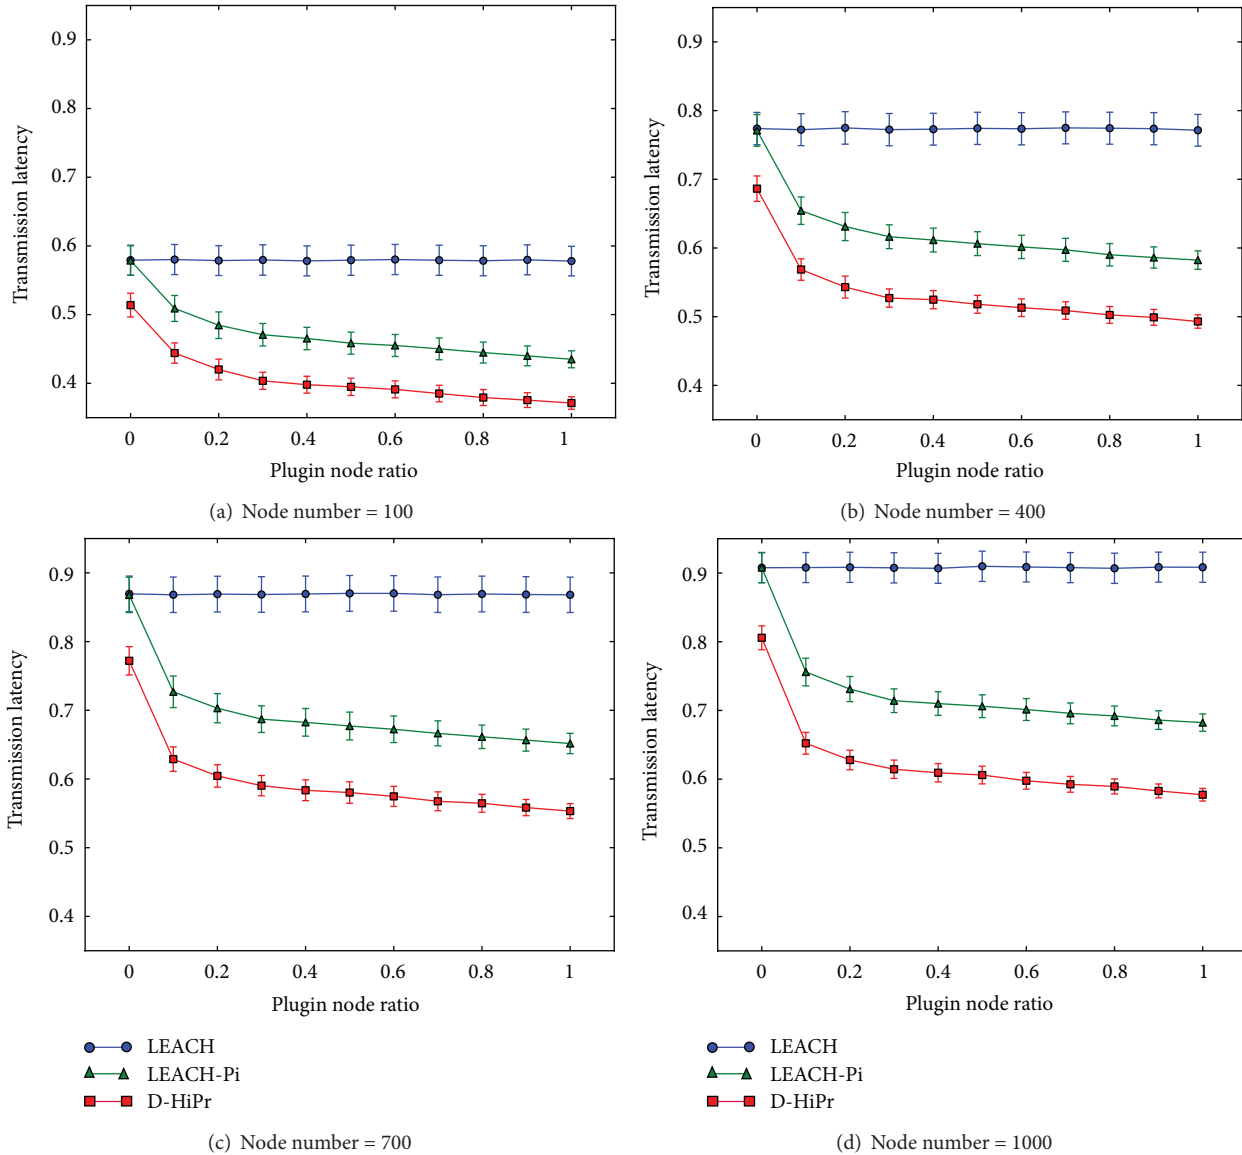 0.9
0.8
0.7
0.6
0.5
0.4
Transmission latency
0 0.2 0.4 0.6 0.8 1
Plugin node ratio
(a) Node number = 100
0.9
0.8
0.7
0.6
0.5
0.4
Transmission latency
0 0.2 0.4 0.6 0.8 1
Plugin node ratio
(b) Node number = 400
0.9
0.8
0.7
0.6
0.5
0.4
Transmission latency
0 0.2 0.4 0.6 0.8 1
Plugin node ratio
LEACH
LEACH-Pi
D-HiPr
(c) Node number = 700
0.9
0.8
0.7
0.6
0.5
0.4
Transmission latency
0 0.2 0.4 0.6 0.8 1
Plugin node ratio
LEACH
LEACH-Pi
D-HiPr
(d) Node number = 1000